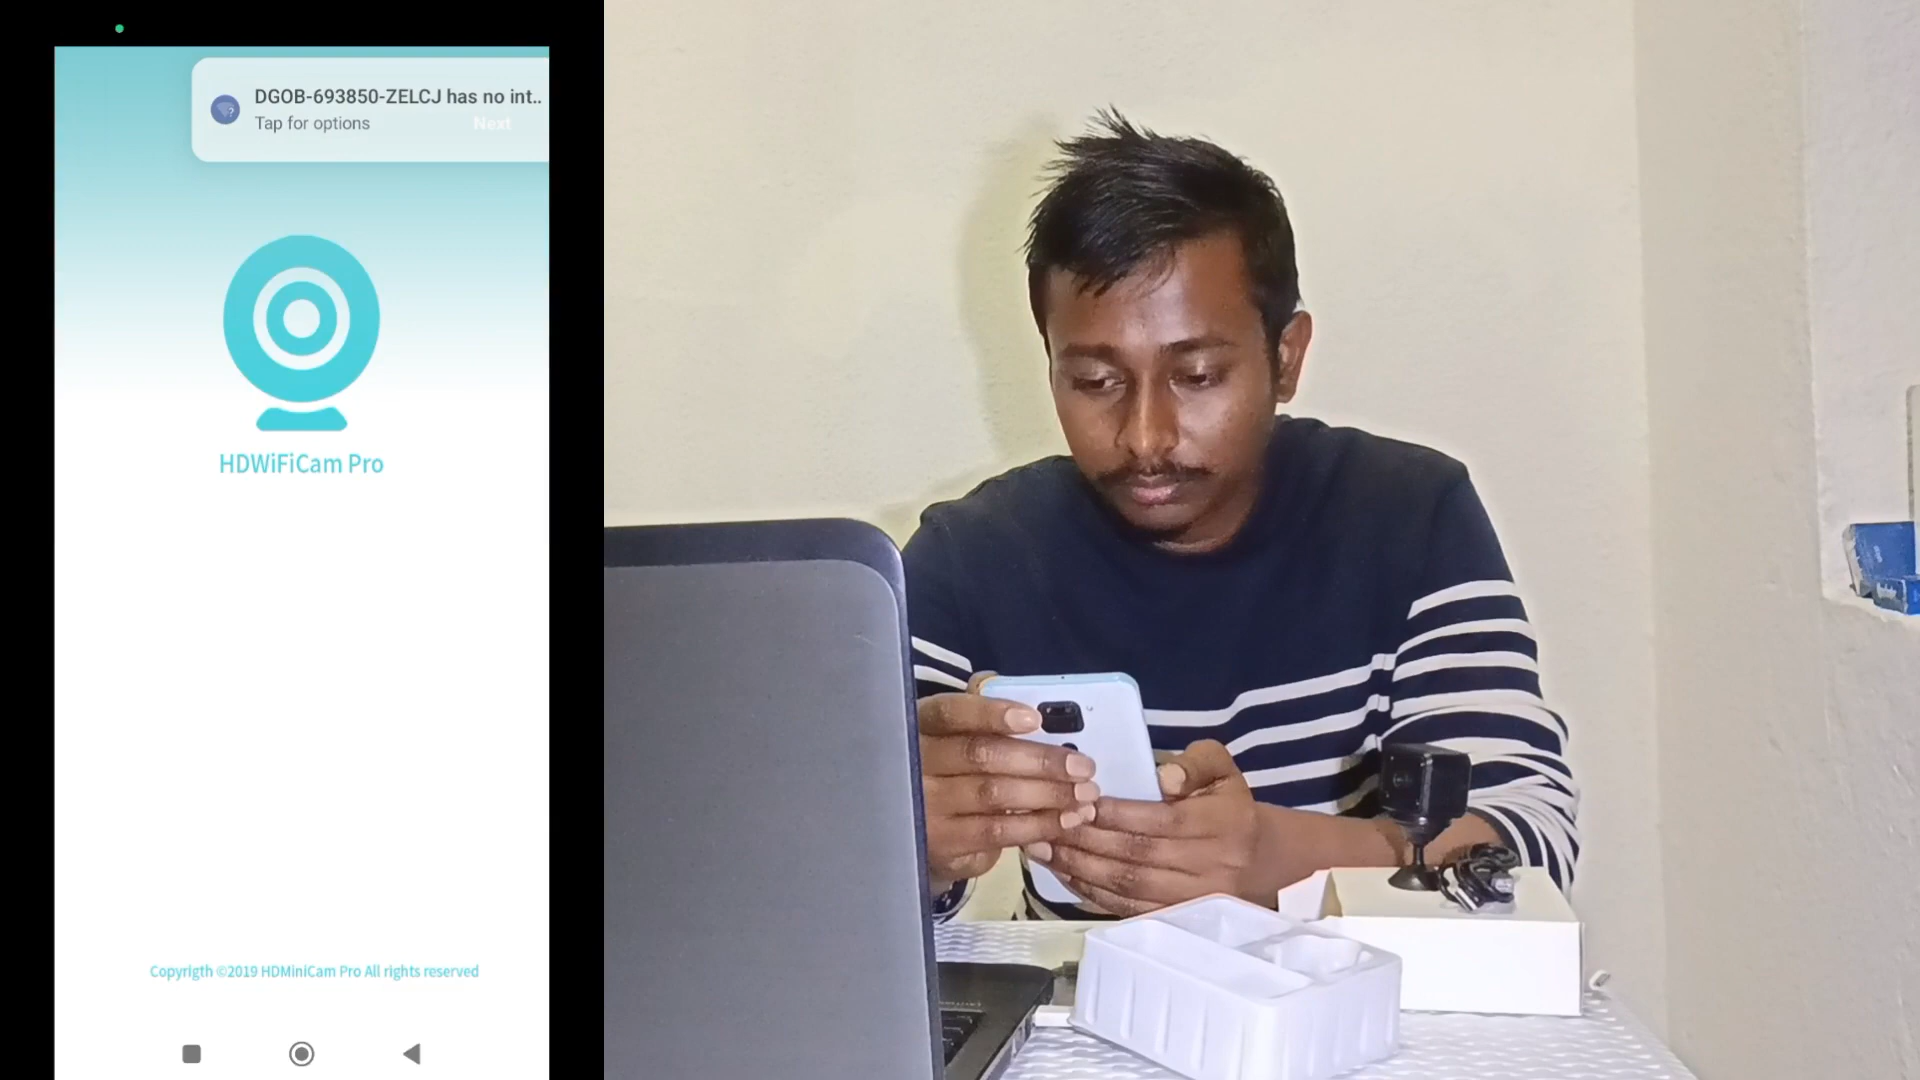 DGOB-693850-ZELCJ has no int..
Tap for options
Next
HDWiFiCam Pro
Copyrigth ©2019 HDMiniCam Pro All rights reserved